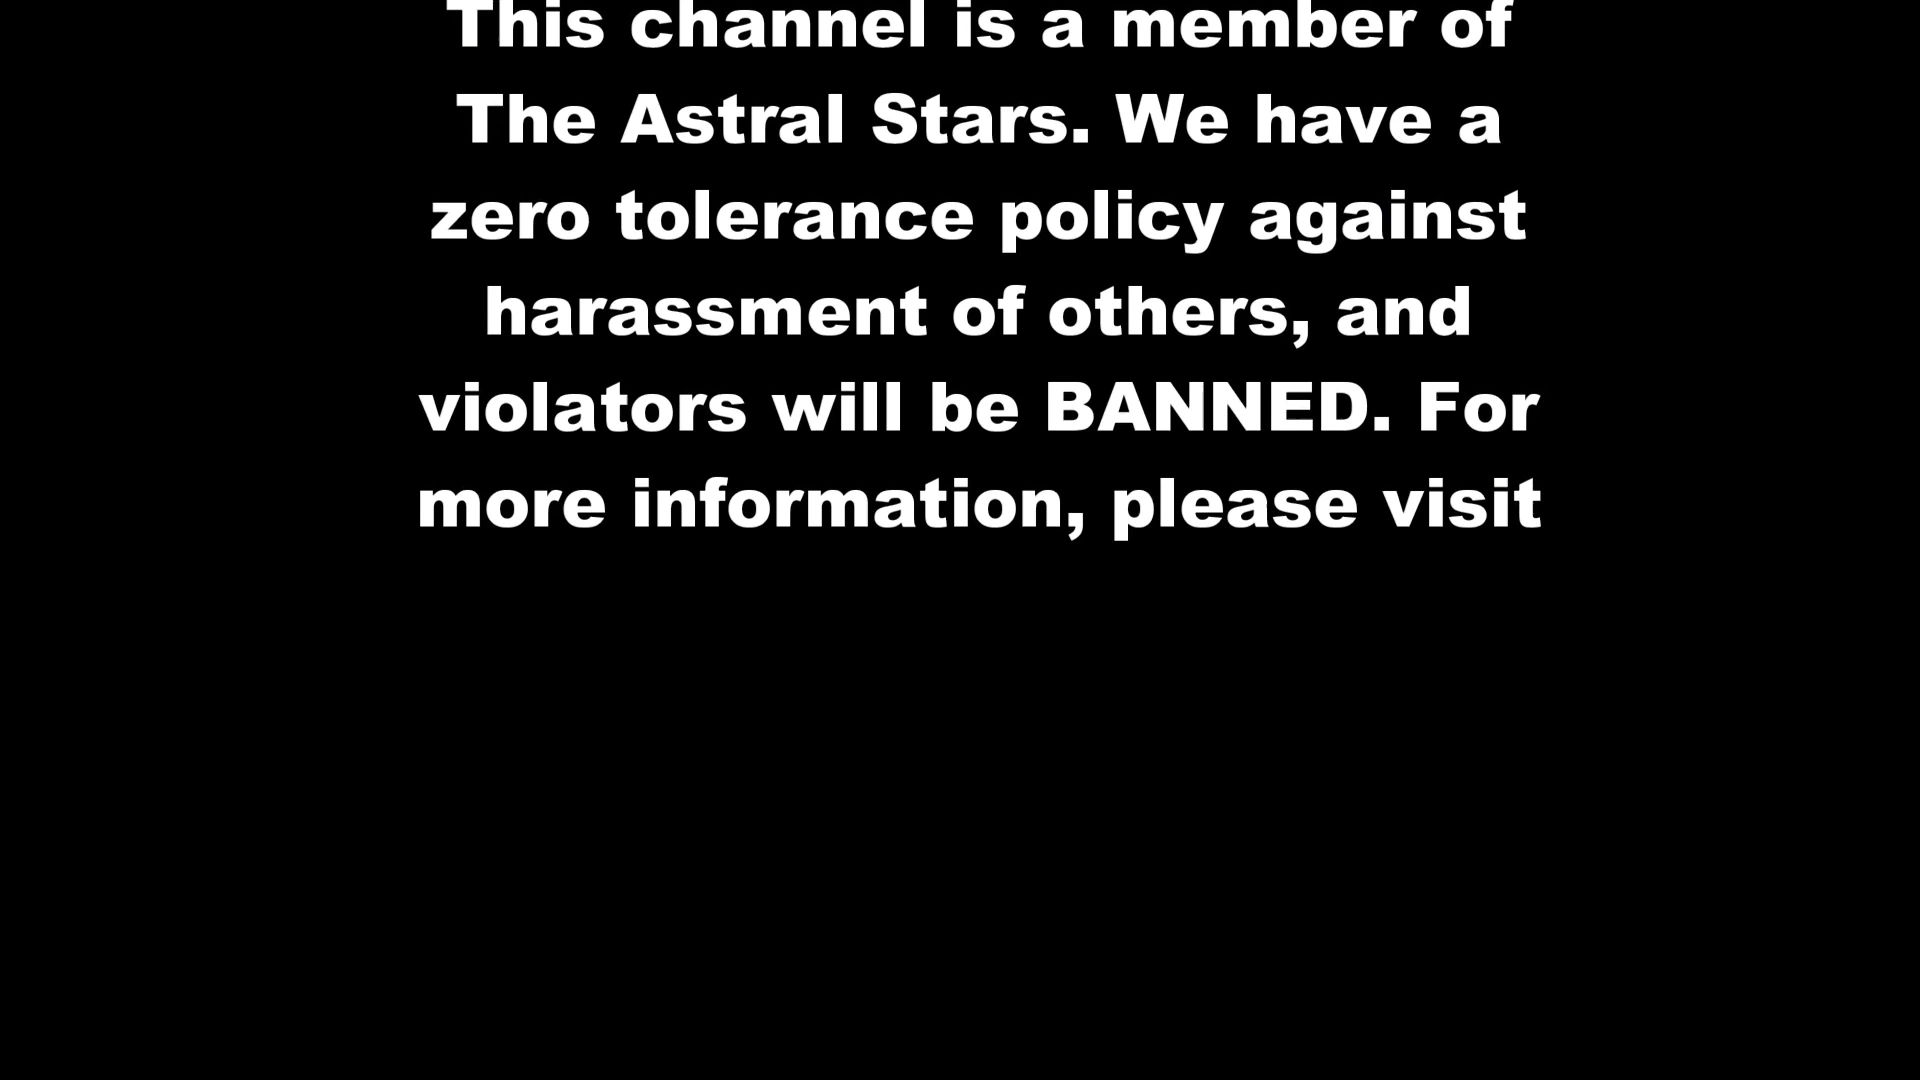 This channel is a member of
The Astral Stars. We have a
zero tolerance policy against
harassment of others, and
violators will be BANNED. For
more information, please visit